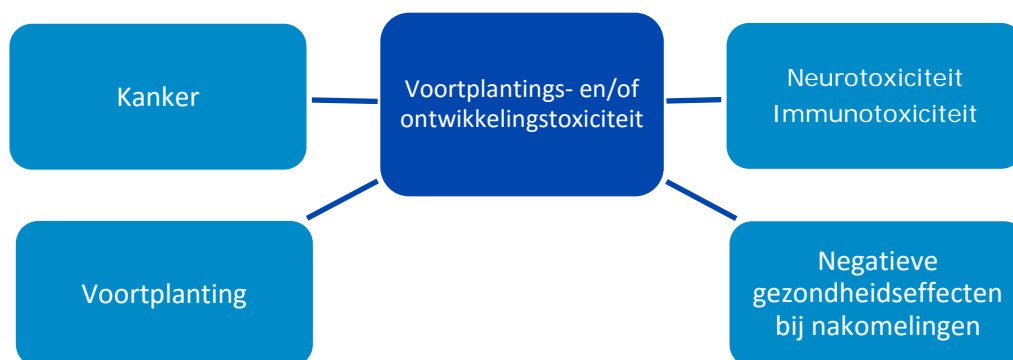 Kanker
Voortplantings- en/of
ontwikkelingstoxiciteit
Neurotoxiciteit
Immunotoxiciteit
Voortplanting
Negatieve
gezondheidseffecten
bij nakomelingen